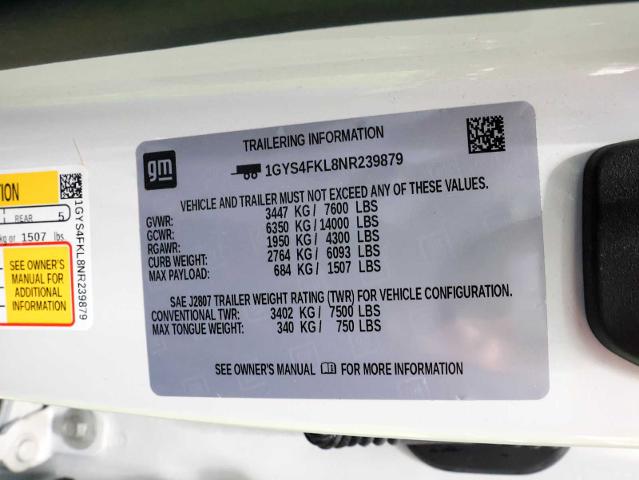 TRAILERING INFORMATION
gm
1GYS4FKL8NR239879
VEHICLE AND TRAILER MUST NOT EXCEED ANY OF THESE VALUES.
GVWR: 3447 KG / 7600 LBS
GCWR: 6350 KG / 14000 LBS
RGAWR: 1950 KG / 4300 LBS
CURB WEIGHT: 2764 KG / 6093 LBS
MAX PAYLOAD: 684 KG / 1507 LBS
SAE J2807 TRAILER WEIGHT RATING (TWR) FOR VEHICLE CONFIGURATION.
CONVENTIONAL TWR: 3402 KG / 7500 LBS
MAX TONGUE WEIGHT: 340 KG / 750 LBS
SEE OWNER'S MANUAL FOR MORE INFORMATION
REAR 5
kg or 1507 lbs.
SEE OWNER'S
MANUAL FOR
ADDITIONAL
INFORMATION
1GYS4FKL8NR239879